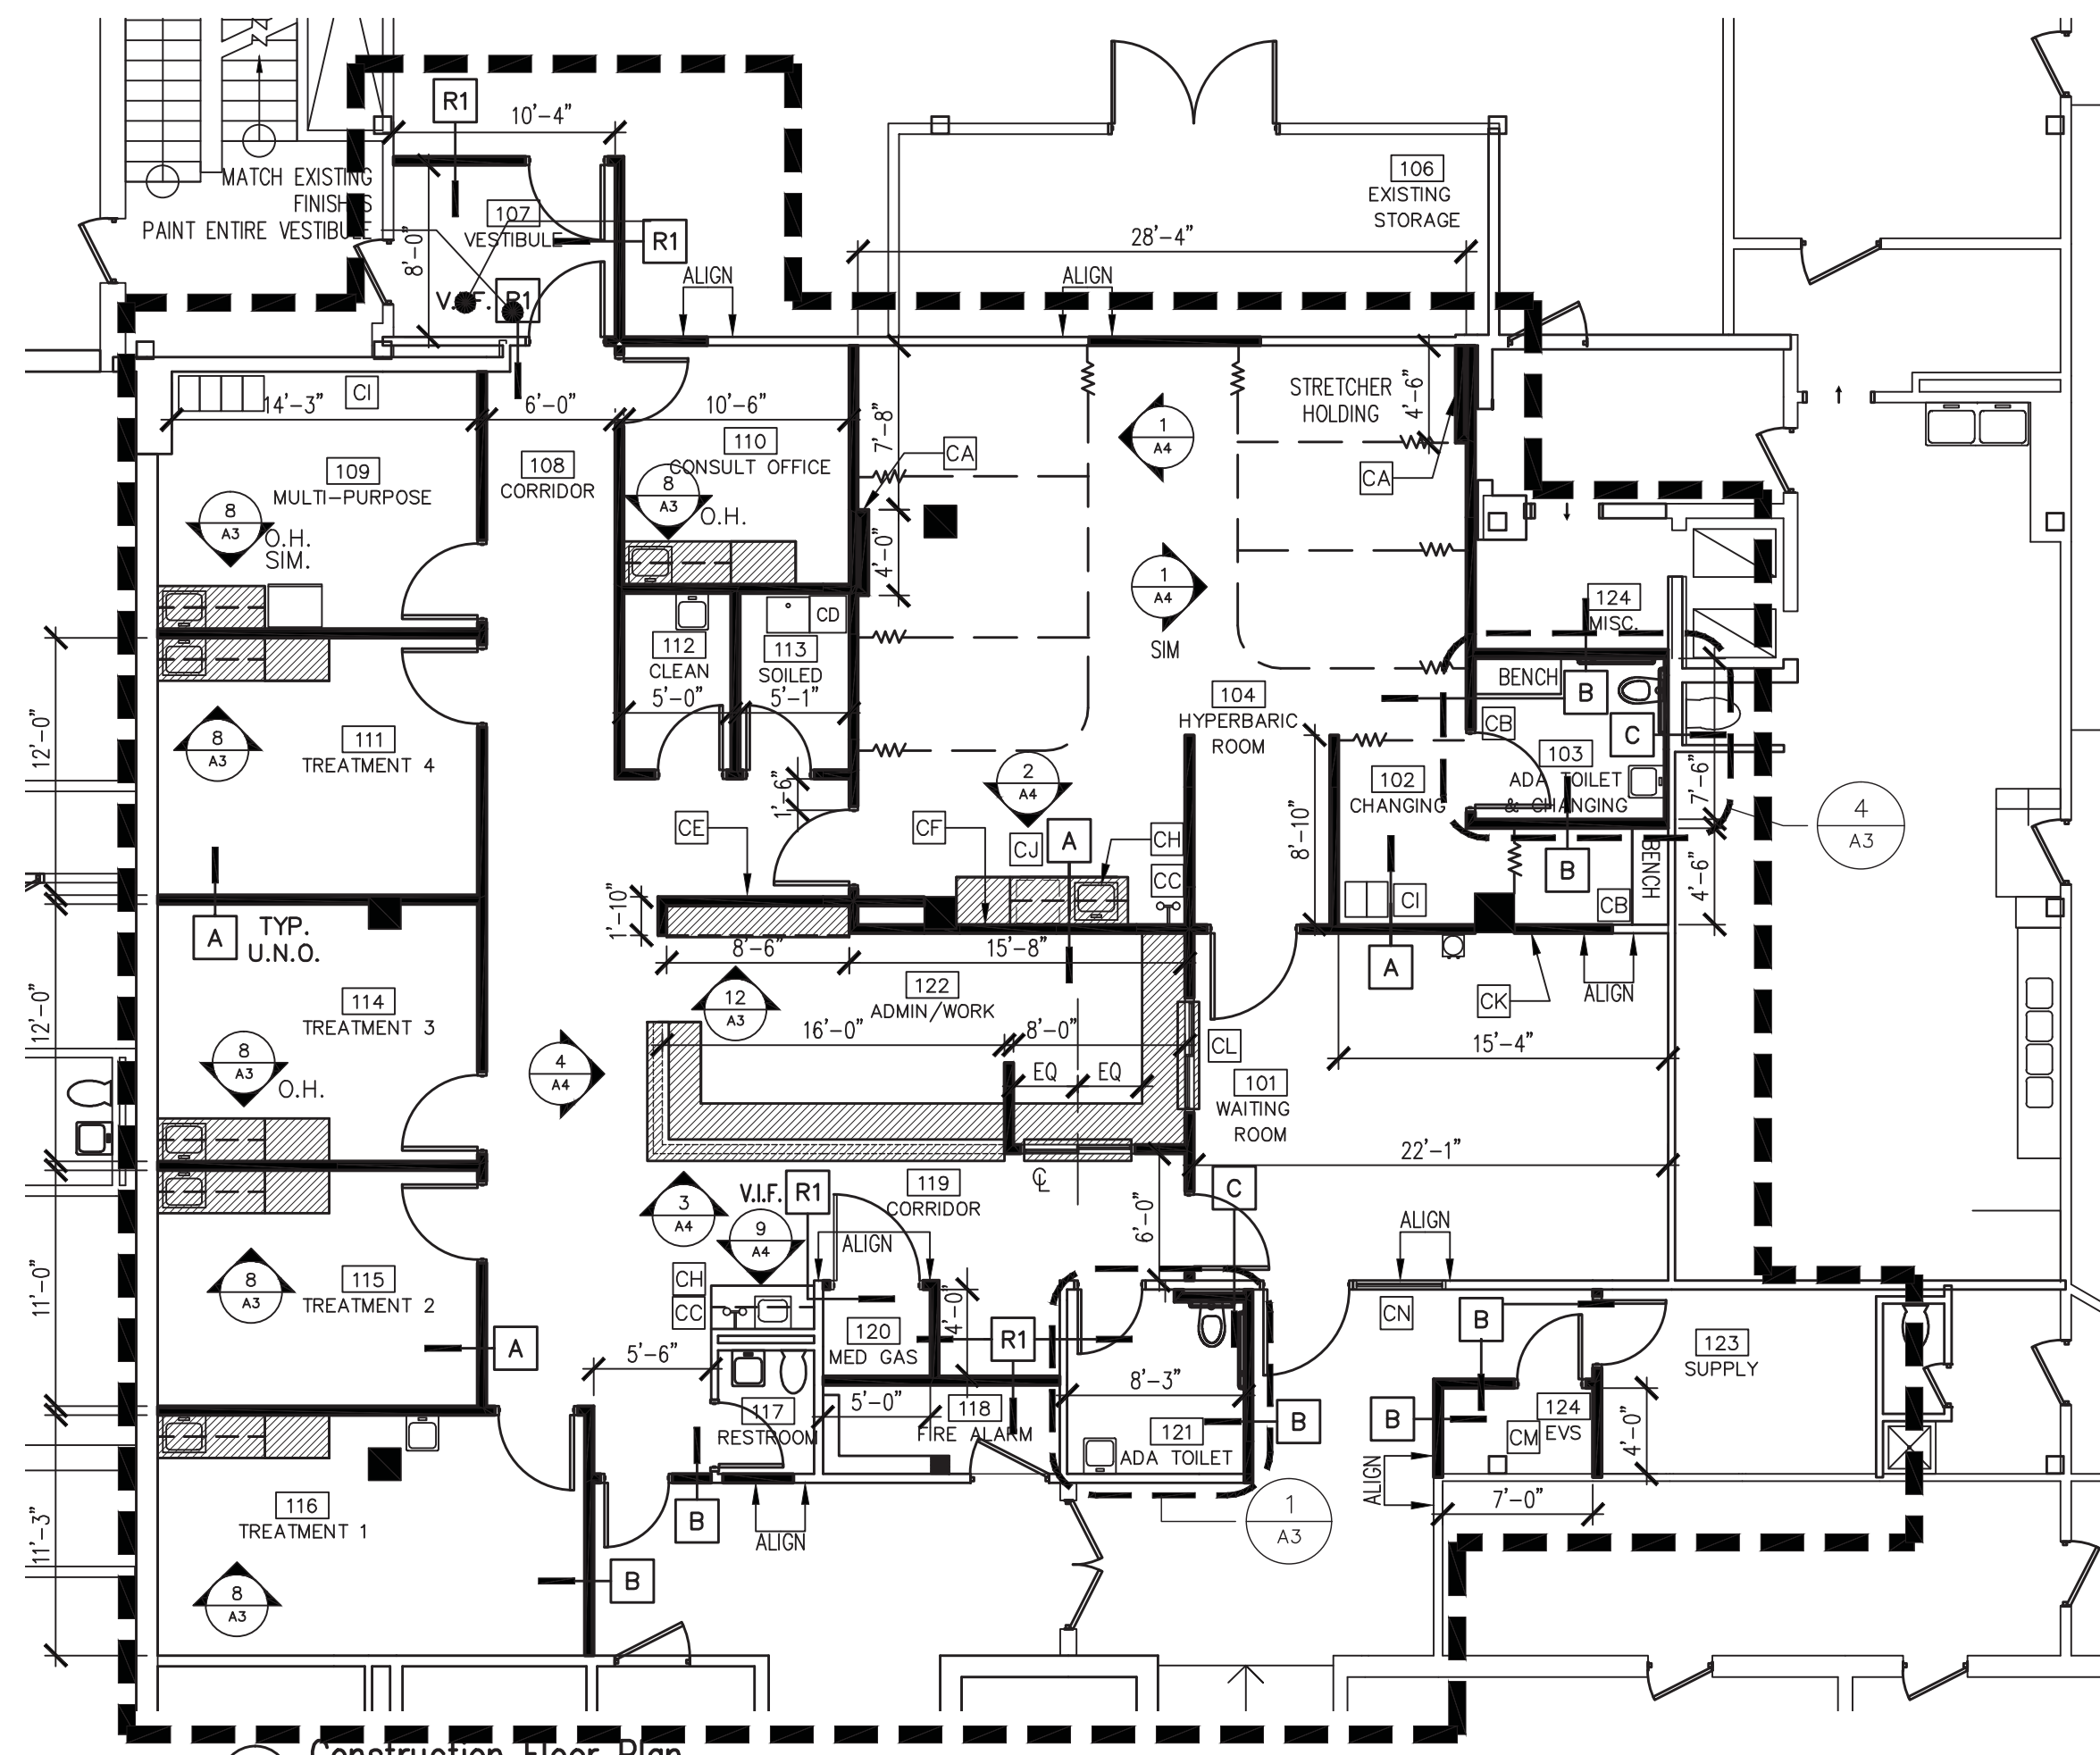 R1
10'-4"
MATCH EXISTING
FINISHES
PAINT ENTIRE VESTIBULE
107
VESTIBULE
R1
8'-0"
V.I.F.
R1
106
EXISTING
STORAGE
28'-4"
ALIGN
ALIGN
CI
14'-3"
6'-0"
10'-6"
7'-8"
STRETCHER
HOLDING
4'-6"
1
A4
110
CONSULT OFFICE
CA
CA
109
MULTI-PURPOSE
108
CORRIDOR
8
A3
O.H.
8
A3
O.H.
SIM.
4'-0"
1
A4
SIM
124
MISC.
CD
112
CLEAN
113
SOILED
5'-0"
5'-1"
BENCH
B
C
CB
104
HYPERBARIC
ROOM
103
ADA TOILET
& CHANGING
7'-6"
12'-0"
8
A3
111
TREATMENT 4
2
A4
102
CHANGING
1'-6"
4
A3
CE
CF
CJ
A
CH
8'-10"
B
BENCH
4'-6"
CC
CI
CB
1'-10"
A
TYP.
U.N.O.
8'-6"
15'-8"
A
12'-0"
114
TREATMENT 3
12
A3
122
ADMIN/WORK
CK
ALIGN
16'-0"
8'-0"
CL
15'-4"
8
A3
O.H.
4
A4
EQ
EQ
101
WAITING
ROOM
22'-1"
℄
3
A4
V.I.F.
R1
119
CORRIDOR
C
6'-0"
9
A4
ALIGN
ALIGN
11'-0"
8
A3
115
TREATMENT 2
CH
CC
4'-0"
CN
B
A
5'-6"
120
MED GAS
R1
123
SUPPLY
8'-3"
5'-0"
117
RESTROOM
118
FIRE ALARM
121
ADA TOILET
B
B
124
EVS
CM
4'-0"
ALIGN
116
TREATMENT 1
11'-3"
B
ALIGN
1
A3
7'-0"
8
A3
B
Construction Floor Plan